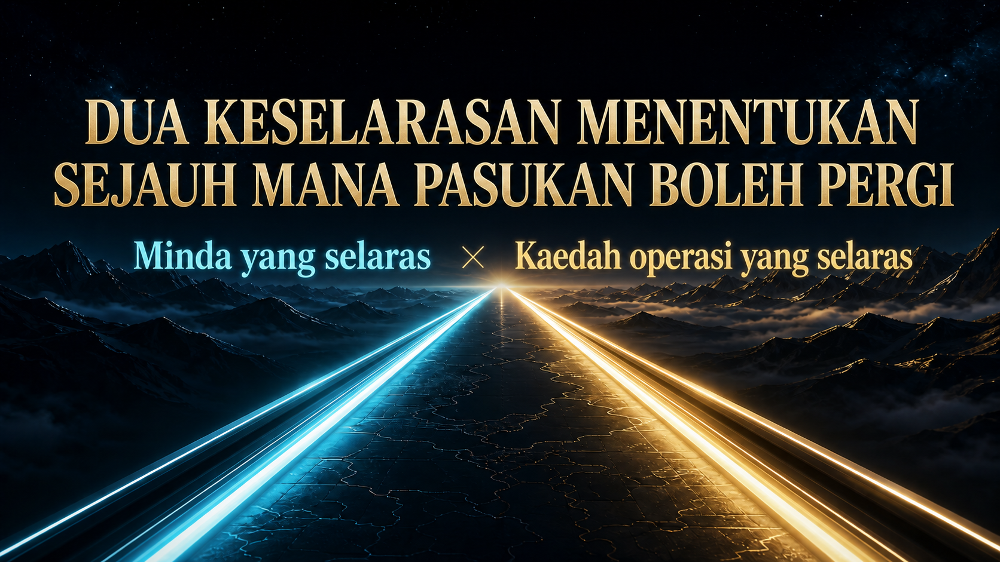 DUA KESELARASAN MENENTUKAN
SEJAUH MANA PASUKAN BOLEH PERGI
Minda yang selaras × Kaedah operasi yang selaras